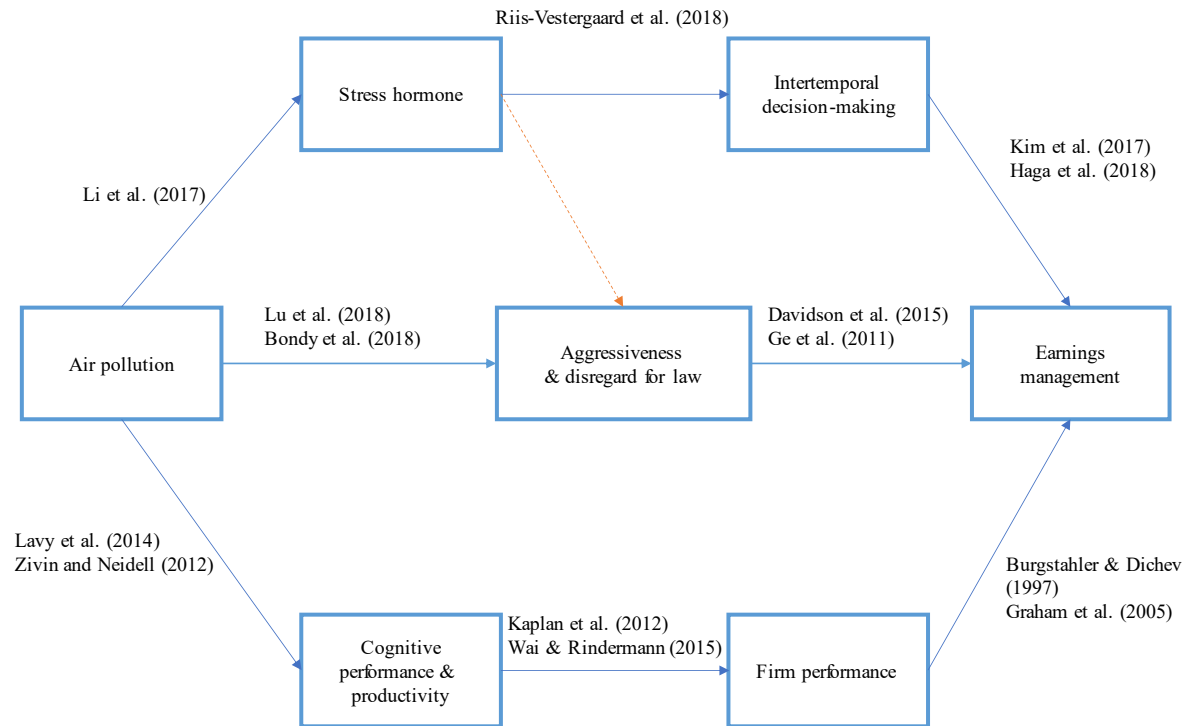 Riis-Vestergaard et al. (2018)
Stress hormone
Intertemporal
decision-making
Kim et al. (2017)
Haga et al. (2018)
Li et al. (2017)
Lu et al. (2018)
Bondy et al. (2018)
Davidson et al. (2015)
Ge et al. (2011)
Air pollution
Aggressiveness
& disregard for law
Earnings
management
Lavy et al. (2014)
Zivin and Neidell (2012)
Burgstahler & Dichev
(1997)
Graham et al. (2005)
Kaplan et al. (2012)
Wai & Rindermann (2015)
Cognitive
performance &
productivity
Firm performance